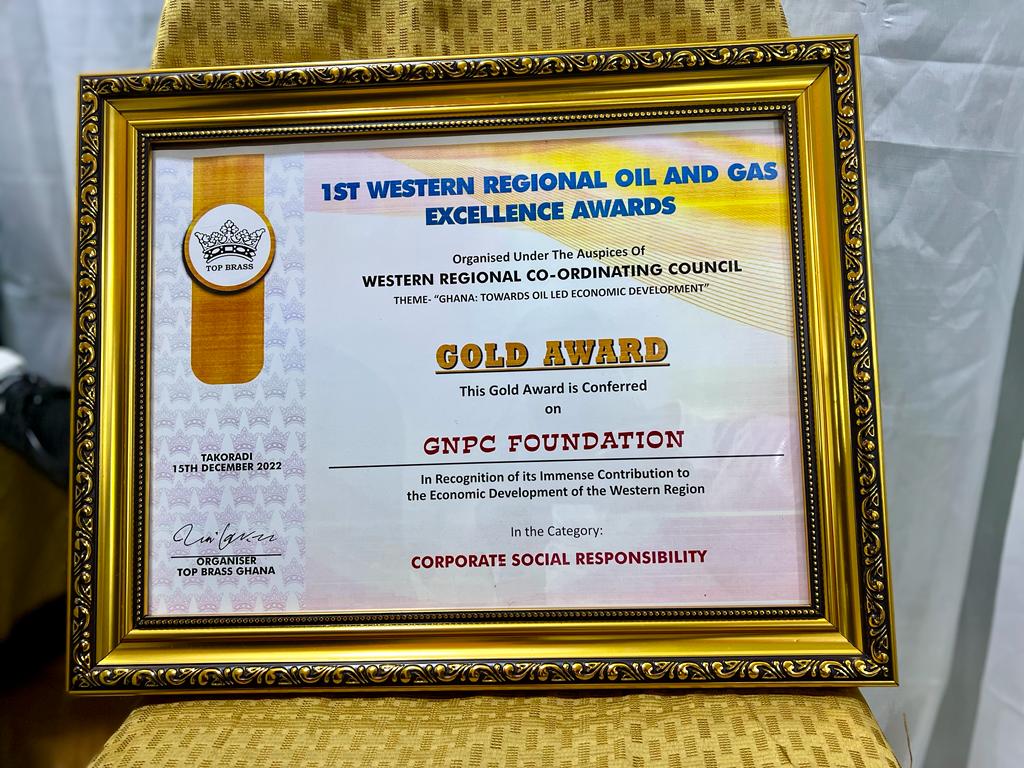 TOP BRASS
1ST WESTERN REGIONAL OIL AND GAS
EXCELLENCE AWARDS
Organised Under The Auspices Of
WESTERN REGIONAL CO-ORDINATING COUNCIL
THEME- "GHANA: TOWARDS OIL LED ECONOMIC DEVELOPMENT"
GOLD AWARD
This Gold Award is Conferred
on
GNPC FOUNDATION
In Recognition of its Immense Contribution to
the Economic Development of the Western Region
In the Category:
CORPORATE SOCIAL RESPONSIBILITY
TAKORADI
15TH DECEMBER 2022
ORGANISER
TOP BRASS GHANA